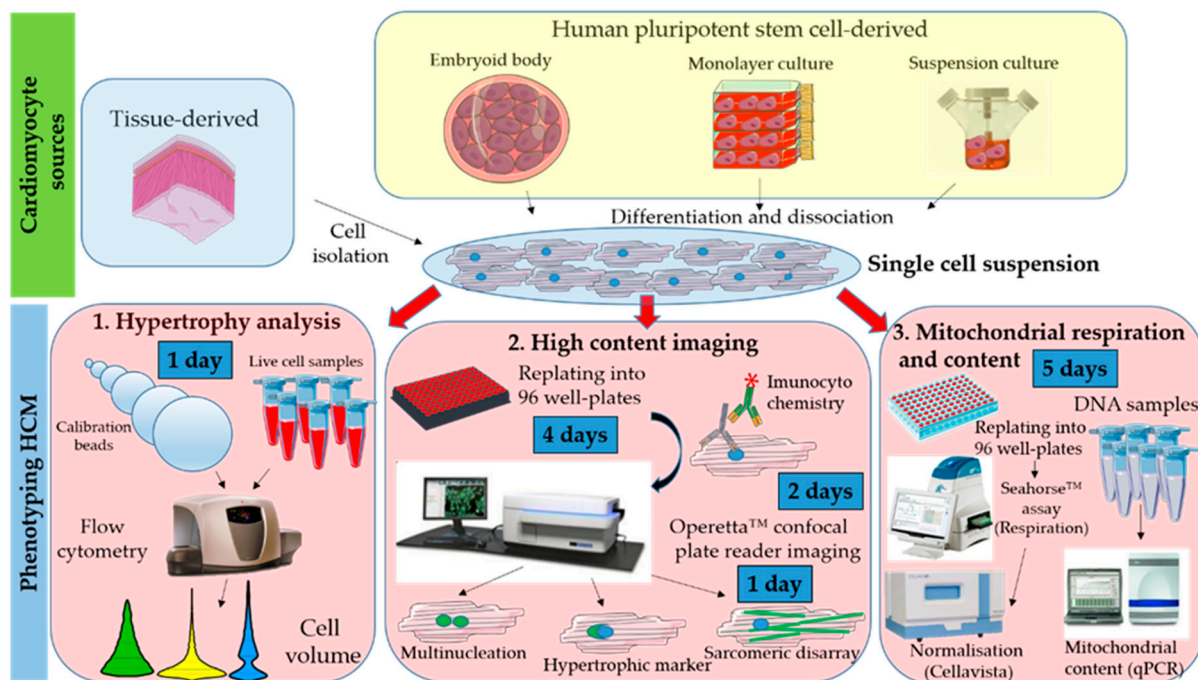 Cardiomyocyte
sources
Tissue-derived
Human pluripotent stem cell-derived
Embryoid body
Monolayer culture
Suspension culture
Cell
isolation
Differentiation and dissociation
Single cell suspension
Phenotyping HCM
1. Hypertrophy analysis
1 day
Live cell samples
Calibration
beads
Flow
cytometry
Cell
volume
2. High content imaging
Replating into
96 well-plates
4 days
Imunocyto
chemistry
2 days
Operetta™ confocal
plate reader imaging
1 day
Multinucleation
Hypertrophic marker
Sarcomeric disarray
3. Mitochondrial respiration
and content
5 days
Replating into
96 well-plates
Seahorse™
assay
(Respiration)
Normalisation
(Cellavista)
DNA samples
Mitochondrial
content (qPCR)